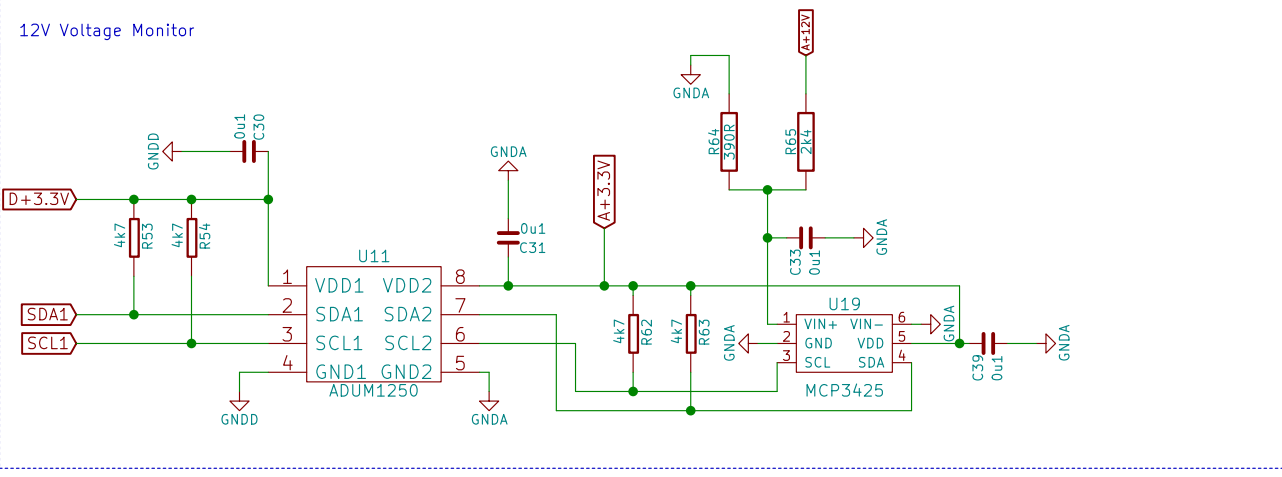 12V Voltage Monitor
A+12V
GNDA
R64
390R
R65
2k4
GNDD
0u1
C30
GNDA
D+3.3V
A+3.3V
4k7
R53
4k7
R54
0u1
C31
C33
0u1
GNDA
U11
1 VDD1 VDD2 8
2 SDA1 SDA2 7
3 SCL1 SCL2 6
4 GND1 GND2 5
ADUM1250
SDA1
SCL1
GNDD
GNDA
4k7
R62
4k7
R63
GNDA
U19
1 VIN+ VIN- 6
2 GND VDD 5
3 SCL SDA 4
MCP3425
GNDA
C39
0u1
GNDA